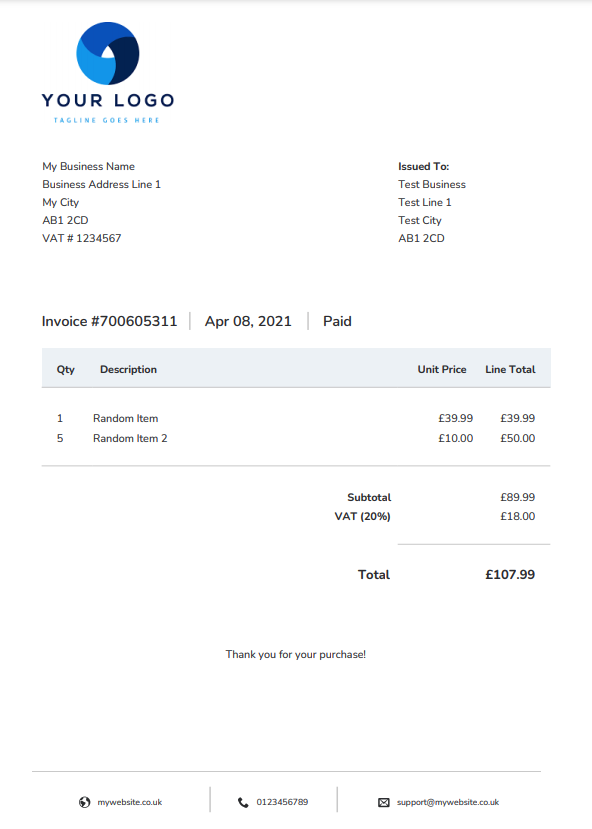 YOUR LOGO
TAGLINE GOES HERE
My Business Name
Business Address Line 1
My City
AB1 2CD
VAT # 1234567
Issued To:
Test Business
Test Line 1
Test City
AB1 2CD
Invoice #700605311 Apr 08, 2021 Paid
Qty Description Unit Price Line Total
1 Random Item £39.99 £39.99
5 Random Item 2 £10.00 £50.00
Subtotal £89.99
VAT (20%) £18.00
Total £107.99
Thank you for your purchase!
mywebsite.co.uk 0123456789 support@mywebsite.co.uk